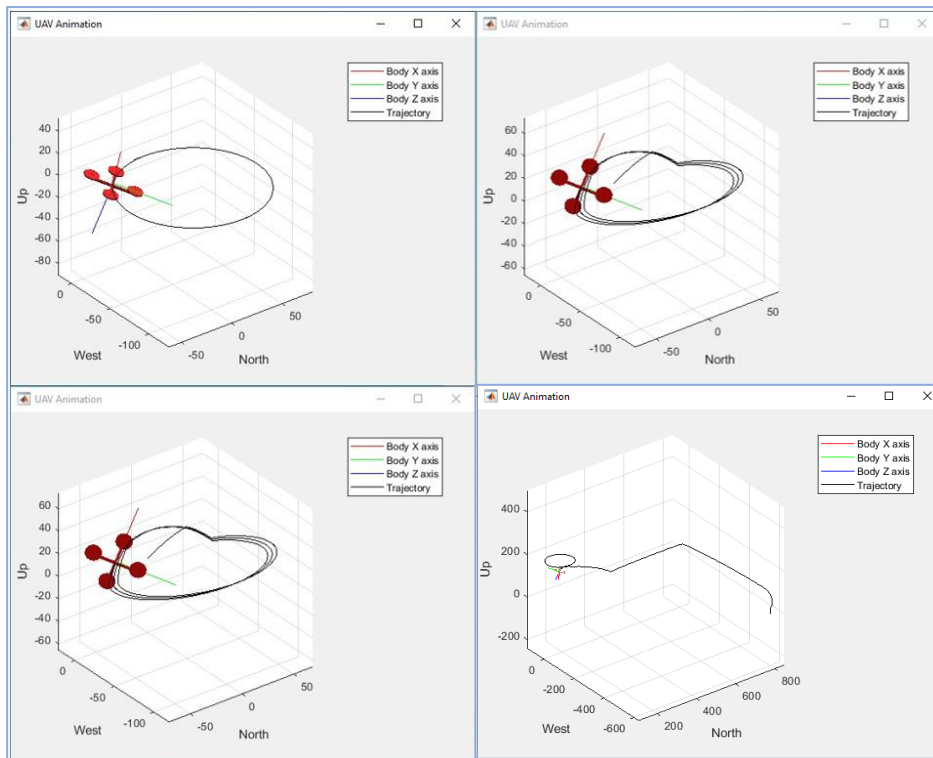 UAV Animation
Body X axis
Body Y axis
Body Z axis
Trajectory
40
20
0
-20
-40
-60
-80
Up
0
-50
-100
West
-50
0
50
North
UAV Animation
Body X axis
Body Y axis
Body Z axis
Trajectory
60
40
20
0
-20
-40
-60
Up
0
-50
-100
West
-50
0
50
North
UAV Animation
Body X axis
Body Y axis
Body Z axis
Trajectory
60
40
20
0
-20
-40
-60
Up
0
-50
-100
West
-50
0
50
North
UAV Animation
Body X axis
Body Y axis
Body Z axis
Trajectory
400
200
0
-200
Up
0
-200
-400
-600
West
200
400
600
800
North